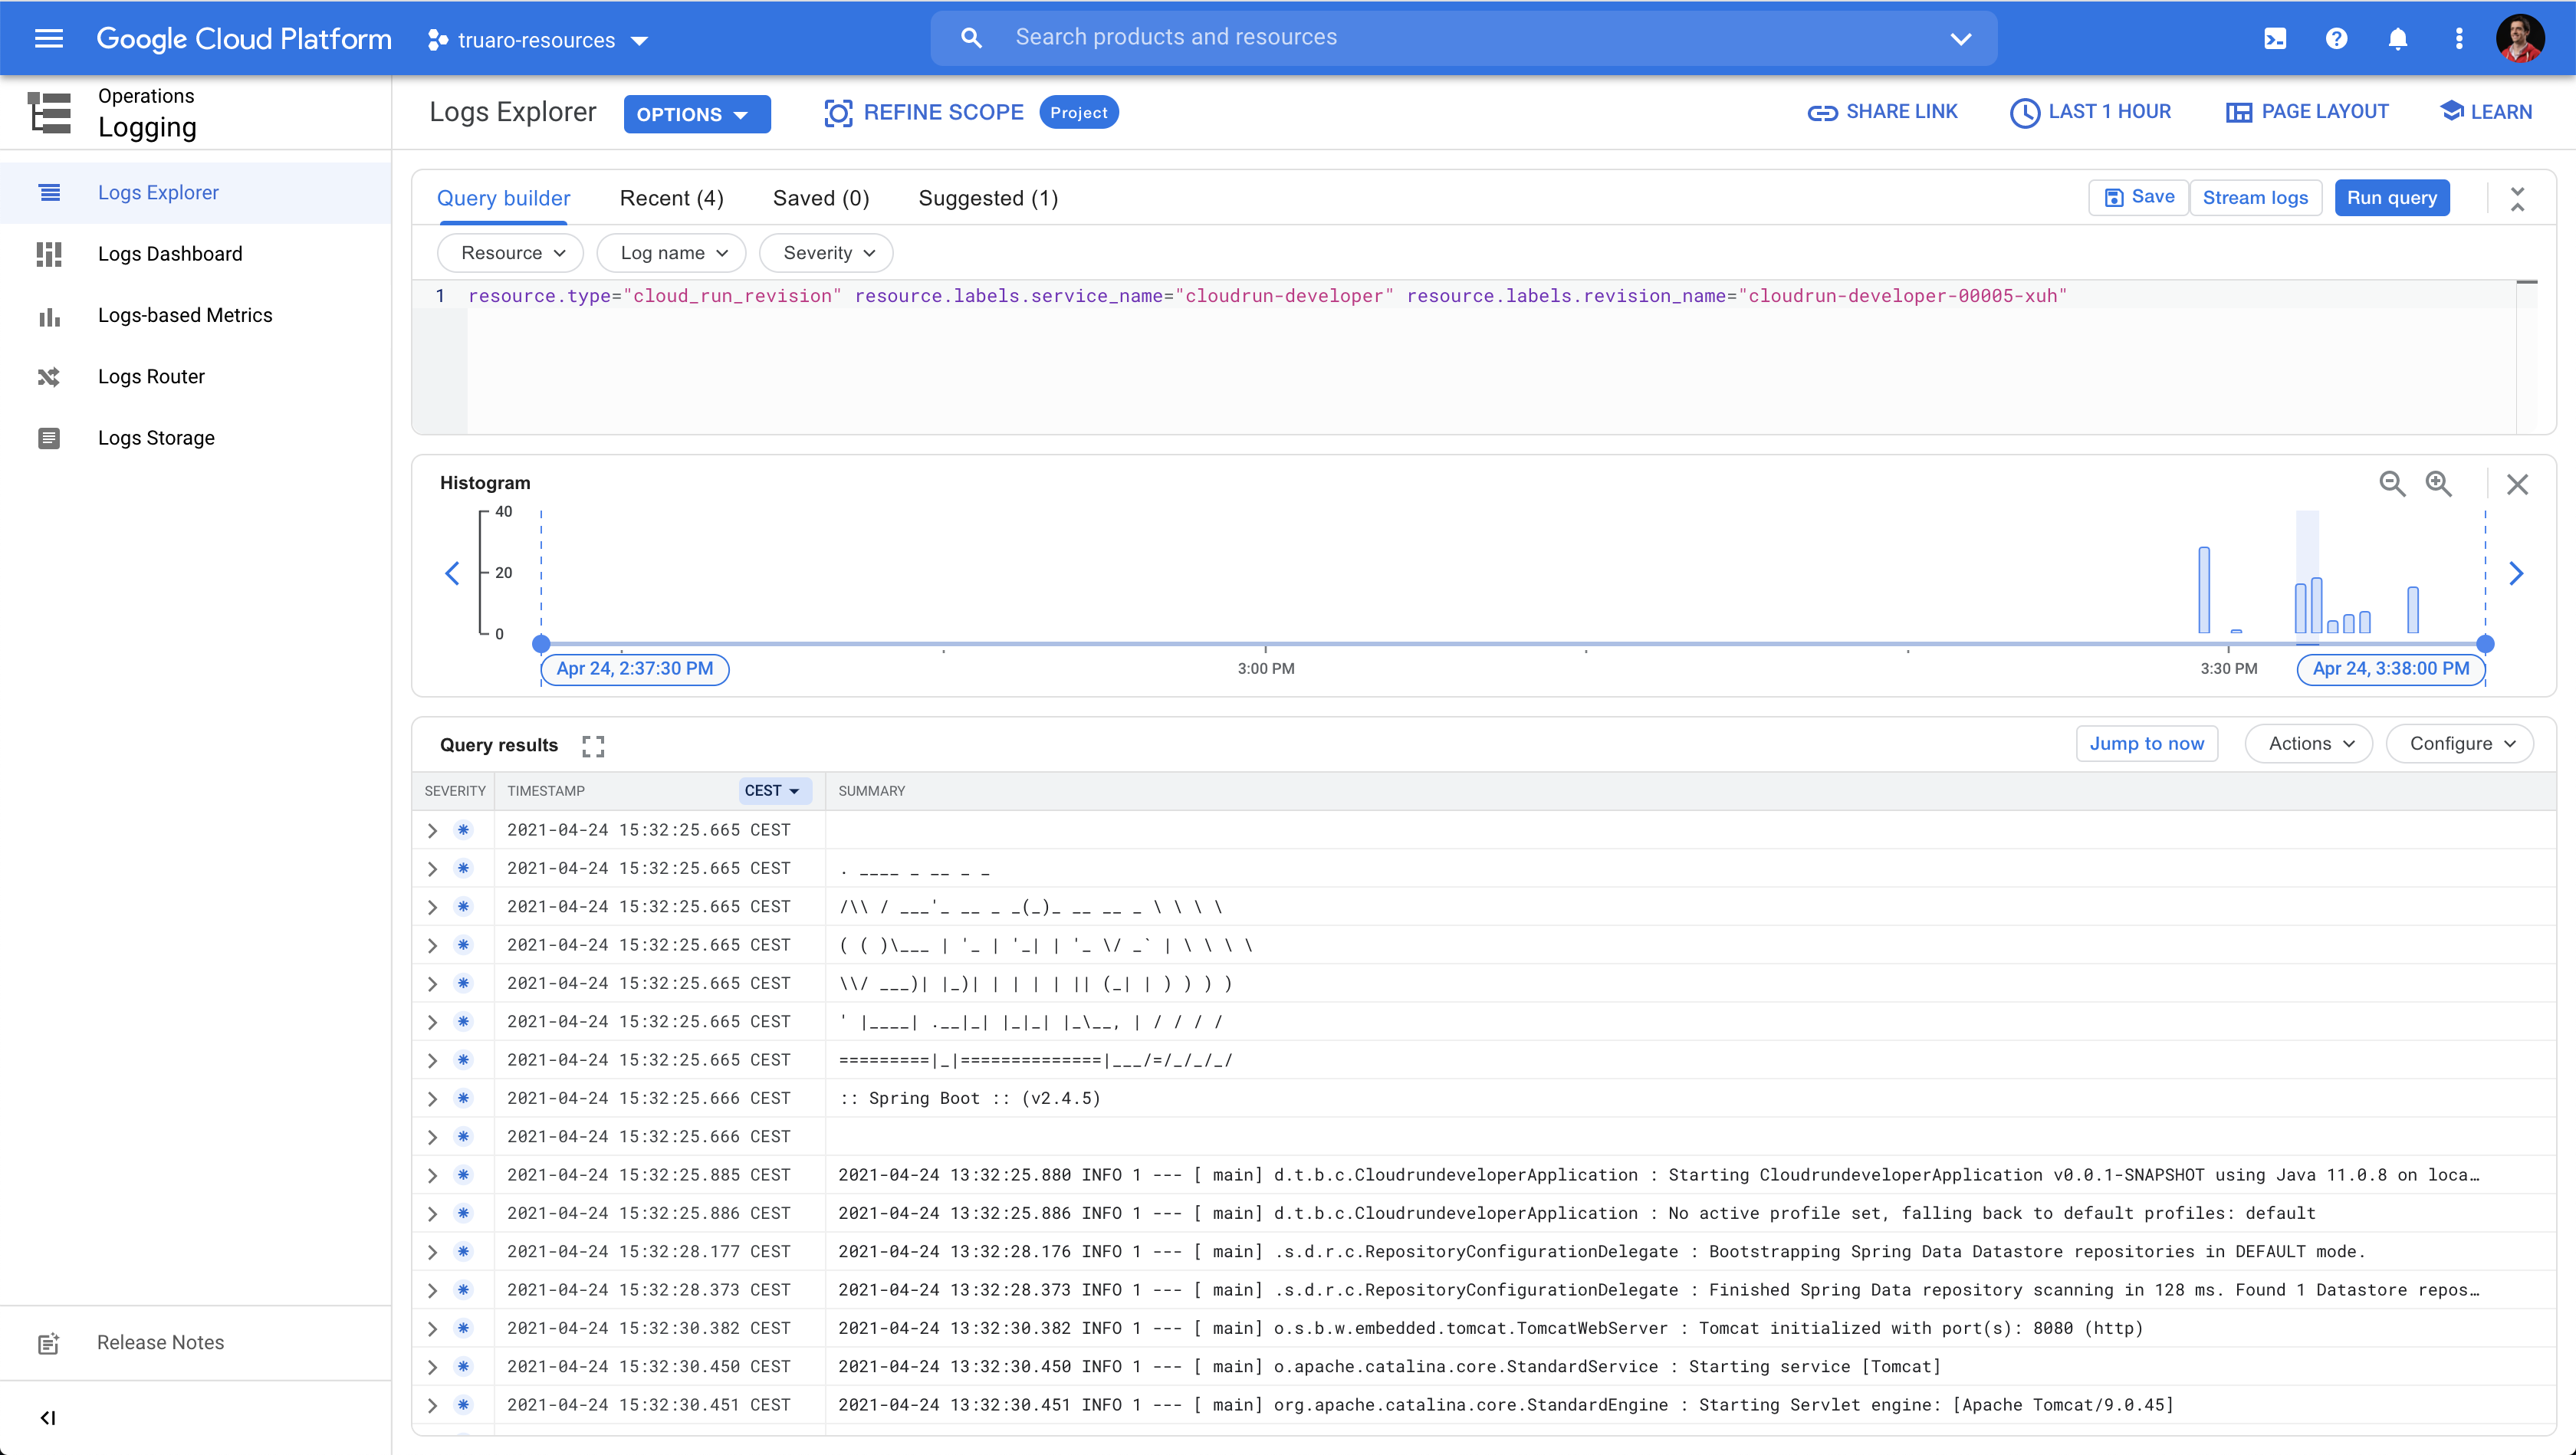 Google Cloud Platform truaro-resources Search products and resources
Operations
Logging
Logs Explorer OPTIONS REFINE SCOPE Project SHARE LINK LAST 1 HOUR PAGE LAYOUT LEARN
Logs Explorer
Logs Dashboard
Logs-based Metrics
Logs Router
Logs Storage
Release Notes
Query builder Recent (4) Saved (0) Suggested (1) Save Stream logs Run query
Resource Log name Severity
1 resource.type="cloud_run_revision" resource.labels.service_name="cloudrun-developer" resource.labels.revision_name="cloudrun-developer-00005-xuh"
Histogram
40
20
0
Apr 24, 2:37:30 PM 3:00 PM 3:30 PM Apr 24, 3:38:00 PM
Query results Jump to now Actions Configure
SEVERITY TIMESTAMP CEST SUMMARY
2021-04-24 15:32:25.665 CEST
2021-04-24 15:32:25.665 CEST . ____ _ __ _ _
2021-04-24 15:32:25.665 CEST /\\ / ___'_ __ _ _(_)_ __ __ _ \ \ \ \
2021-04-24 15:32:25.665 CEST ( ( )\___ | '_ | '_| | '_ \/ _` | \ \ \ \
2021-04-24 15:32:25.665 CEST \\/ ___)| |_)| | | | | || (_| | ) ) ) )
2021-04-24 15:32:25.665 CEST ' |____| .__|_| |_|_| |_\__, | / / / /
2021-04-24 15:32:25.665 CEST =========|_|==============|___/=/_/_/_/
2021-04-24 15:32:25.666 CEST :: Spring Boot :: (v2.4.5)
2021-04-24 15:32:25.666 CEST
2021-04-24 15:32:25.885 CEST 2021-04-24 13:32:25.880 INFO 1 --- [ main] d.t.b.c.CloudrundeveloperApplication : Starting CloudrundeveloperApplication v0.0.1-SNAPSHOT using Java 11.0.8 on loca…
2021-04-24 15:32:25.886 CEST 2021-04-24 13:32:25.886 INFO 1 --- [ main] d.t.b.c.CloudrundeveloperApplication : No active profile set, falling back to default profiles: default
2021-04-24 15:32:28.177 CEST 2021-04-24 13:32:28.176 INFO 1 --- [ main] .s.d.r.c.RepositoryConfigurationDelegate : Bootstrapping Spring Data Datastore repositories in DEFAULT mode.
2021-04-24 15:32:28.373 CEST 2021-04-24 13:32:28.373 INFO 1 --- [ main] .s.d.r.c.RepositoryConfigurationDelegate : Finished Spring Data repository scanning in 128 ms. Found 1 Datastore repos…
2021-04-24 15:32:30.382 CEST 2021-04-24 13:32:30.382 INFO 1 --- [ main] o.s.b.w.embedded.tomcat.TomcatWebServer : Tomcat initialized with port(s): 8080 (http)
2021-04-24 15:32:30.450 CEST 2021-04-24 13:32:30.450 INFO 1 --- [ main] o.apache.catalina.core.StandardService : Starting service [Tomcat]
2021-04-24 15:32:30.451 CEST 2021-04-24 13:32:30.451 INFO 1 --- [ main] org.apache.catalina.core.StandardEngine : Starting Servlet engine: [Apache Tomcat/9.0.45]